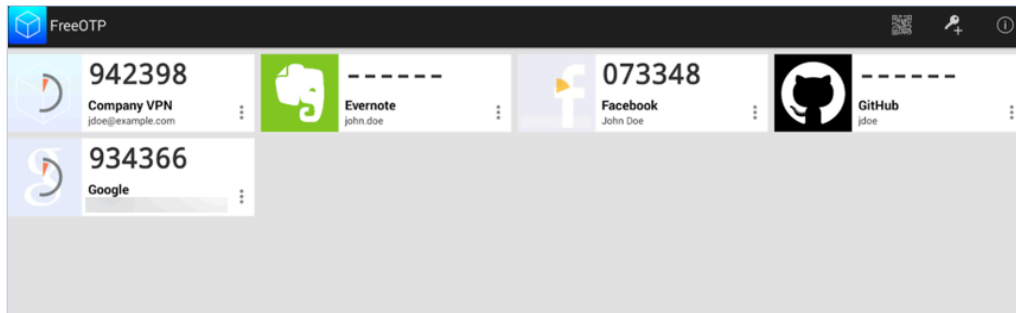 FreeOTP
942398
Company VPN
jdoe@example.com
------
Evernote
john.doe
073348
Facebook
John Doe
------
GitHub
jdoe
934366
Google